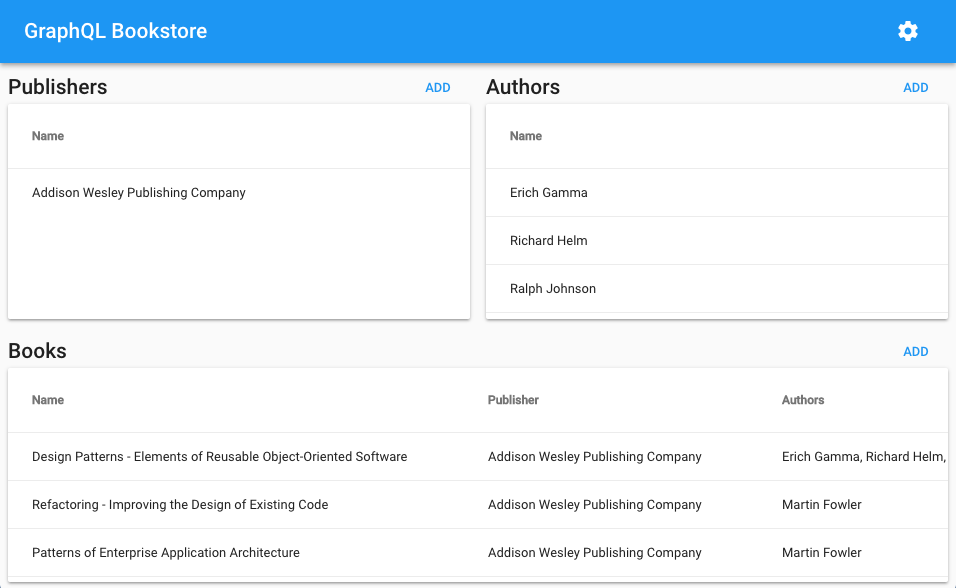 GraphQL Bookstore
Publishers ADD
Name
Addison Wesley Publishing Company
Authors ADD
Name
Erich Gamma
Richard Helm
Ralph Johnson
Books ADD
Name Publisher Authors
Design Patterns - Elements of Reusable Object-Oriented Software Addison Wesley Publishing Company Erich Gamma, Richard Helm,
Refactoring - Improving the Design of Existing Code Addison Wesley Publishing Company Martin Fowler
Patterns of Enterprise Application Architecture Addison Wesley Publishing Company Martin Fowler